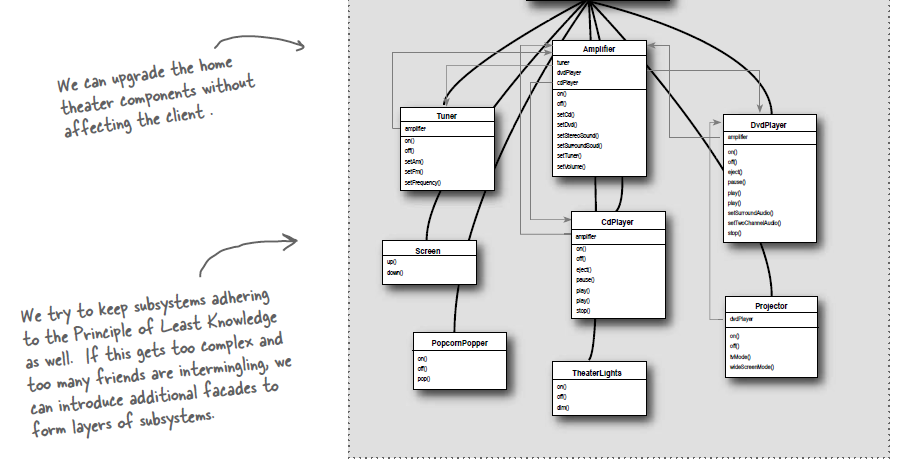 We can upgrade the home
theater components without
affecting the client.
We try to keep subsystems adhering
to the Principle of Least Knowledge
as well. If this gets too complex and
too many friends are intermingling, we
can introduce additional facades to
form layers of subsystems.
Amplifier
tuner
dvdPlayer
cdPlayer
on()
off()
setCd()
setDvd()
setStereoSound()
setSurroundSoud()
setTuner()
setVolume()
Tuner
amplifier
on()
off()
setAm()
setFm()
setFrequency()
DvdPlayer
amplifier
on()
off()
eject()
pause()
play()
play()
setSurroundAudio()
setTwoChannelAudio()
stop()
Screen
up()
down()
CdPlayer
amplifier
on()
off()
eject()
pause()
play()
play()
stop()
Projector
dvdPlayer
on()
off()
tvMode()
wideScreenMode()
PopcornPopper
on()
off()
pop()
TheaterLights
on()
off()
dim()